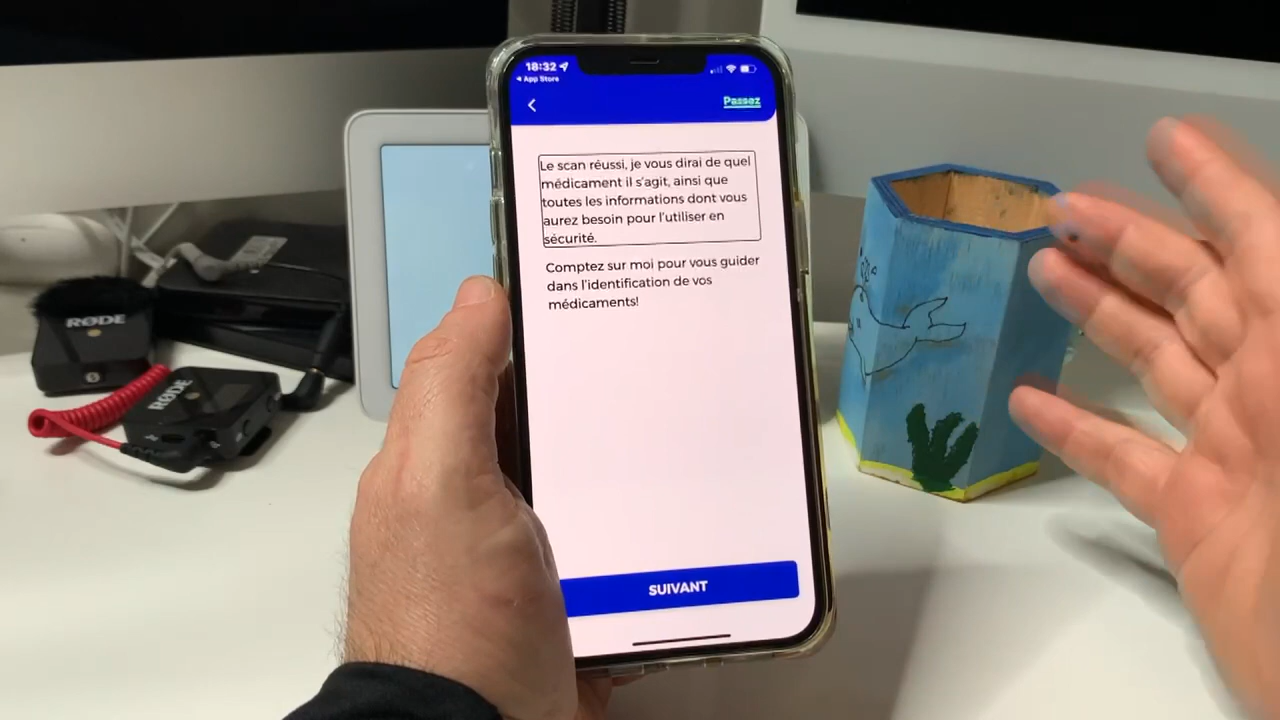 18:32
App Store
Passez
Le scan réussi, je vous dirai de quel
médicament il s'agit, ainsi que
toutes les informations dont vous
aurez besoin pour l'utiliser en
sécurité.
Comptez sur moi pour vous guider
dans l'identification de vos
médicaments!
SUIVANT
RØDE
RØDE